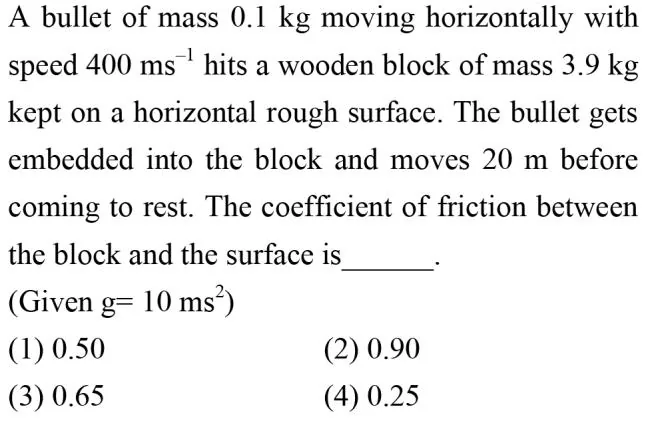 A bullet of mass 0.1 kg moving horizontally with
speed 400 ms⁻¹ hits a wooden block of mass 3.9 kg
kept on a horizontal rough surface. The bullet gets
embedded into the block and moves 20 m before
coming to rest. The coefficient of friction between
the block and the surface is______.
(Given g= 10 ms²)
(1) 0.50 (2) 0.90
(3) 0.65 (4) 0.25